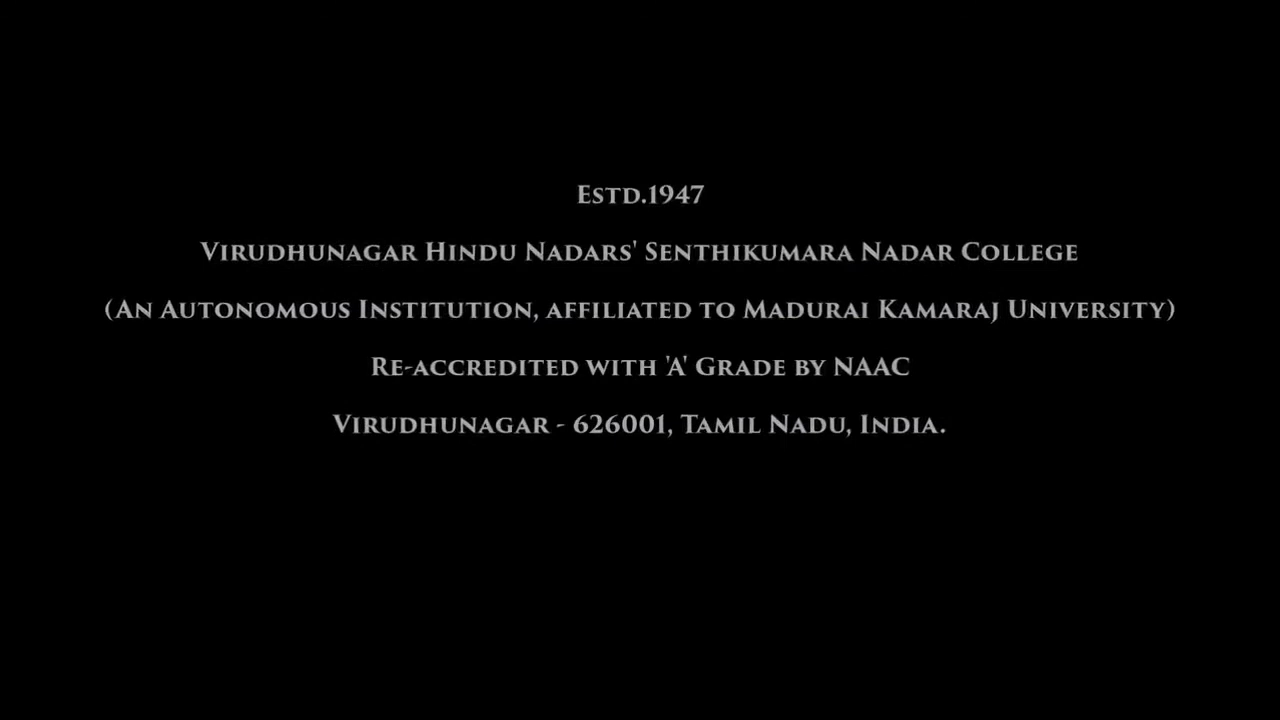 Estd.1947
Virudhunagar Hindu Nadars' Senthikumara Nadar College
(An Autonomous Institution, affiliated to Madurai Kamaraj University)
Re-accredited with 'A' Grade by NAAC
Virudhunagar - 626001, Tamil Nadu, India.